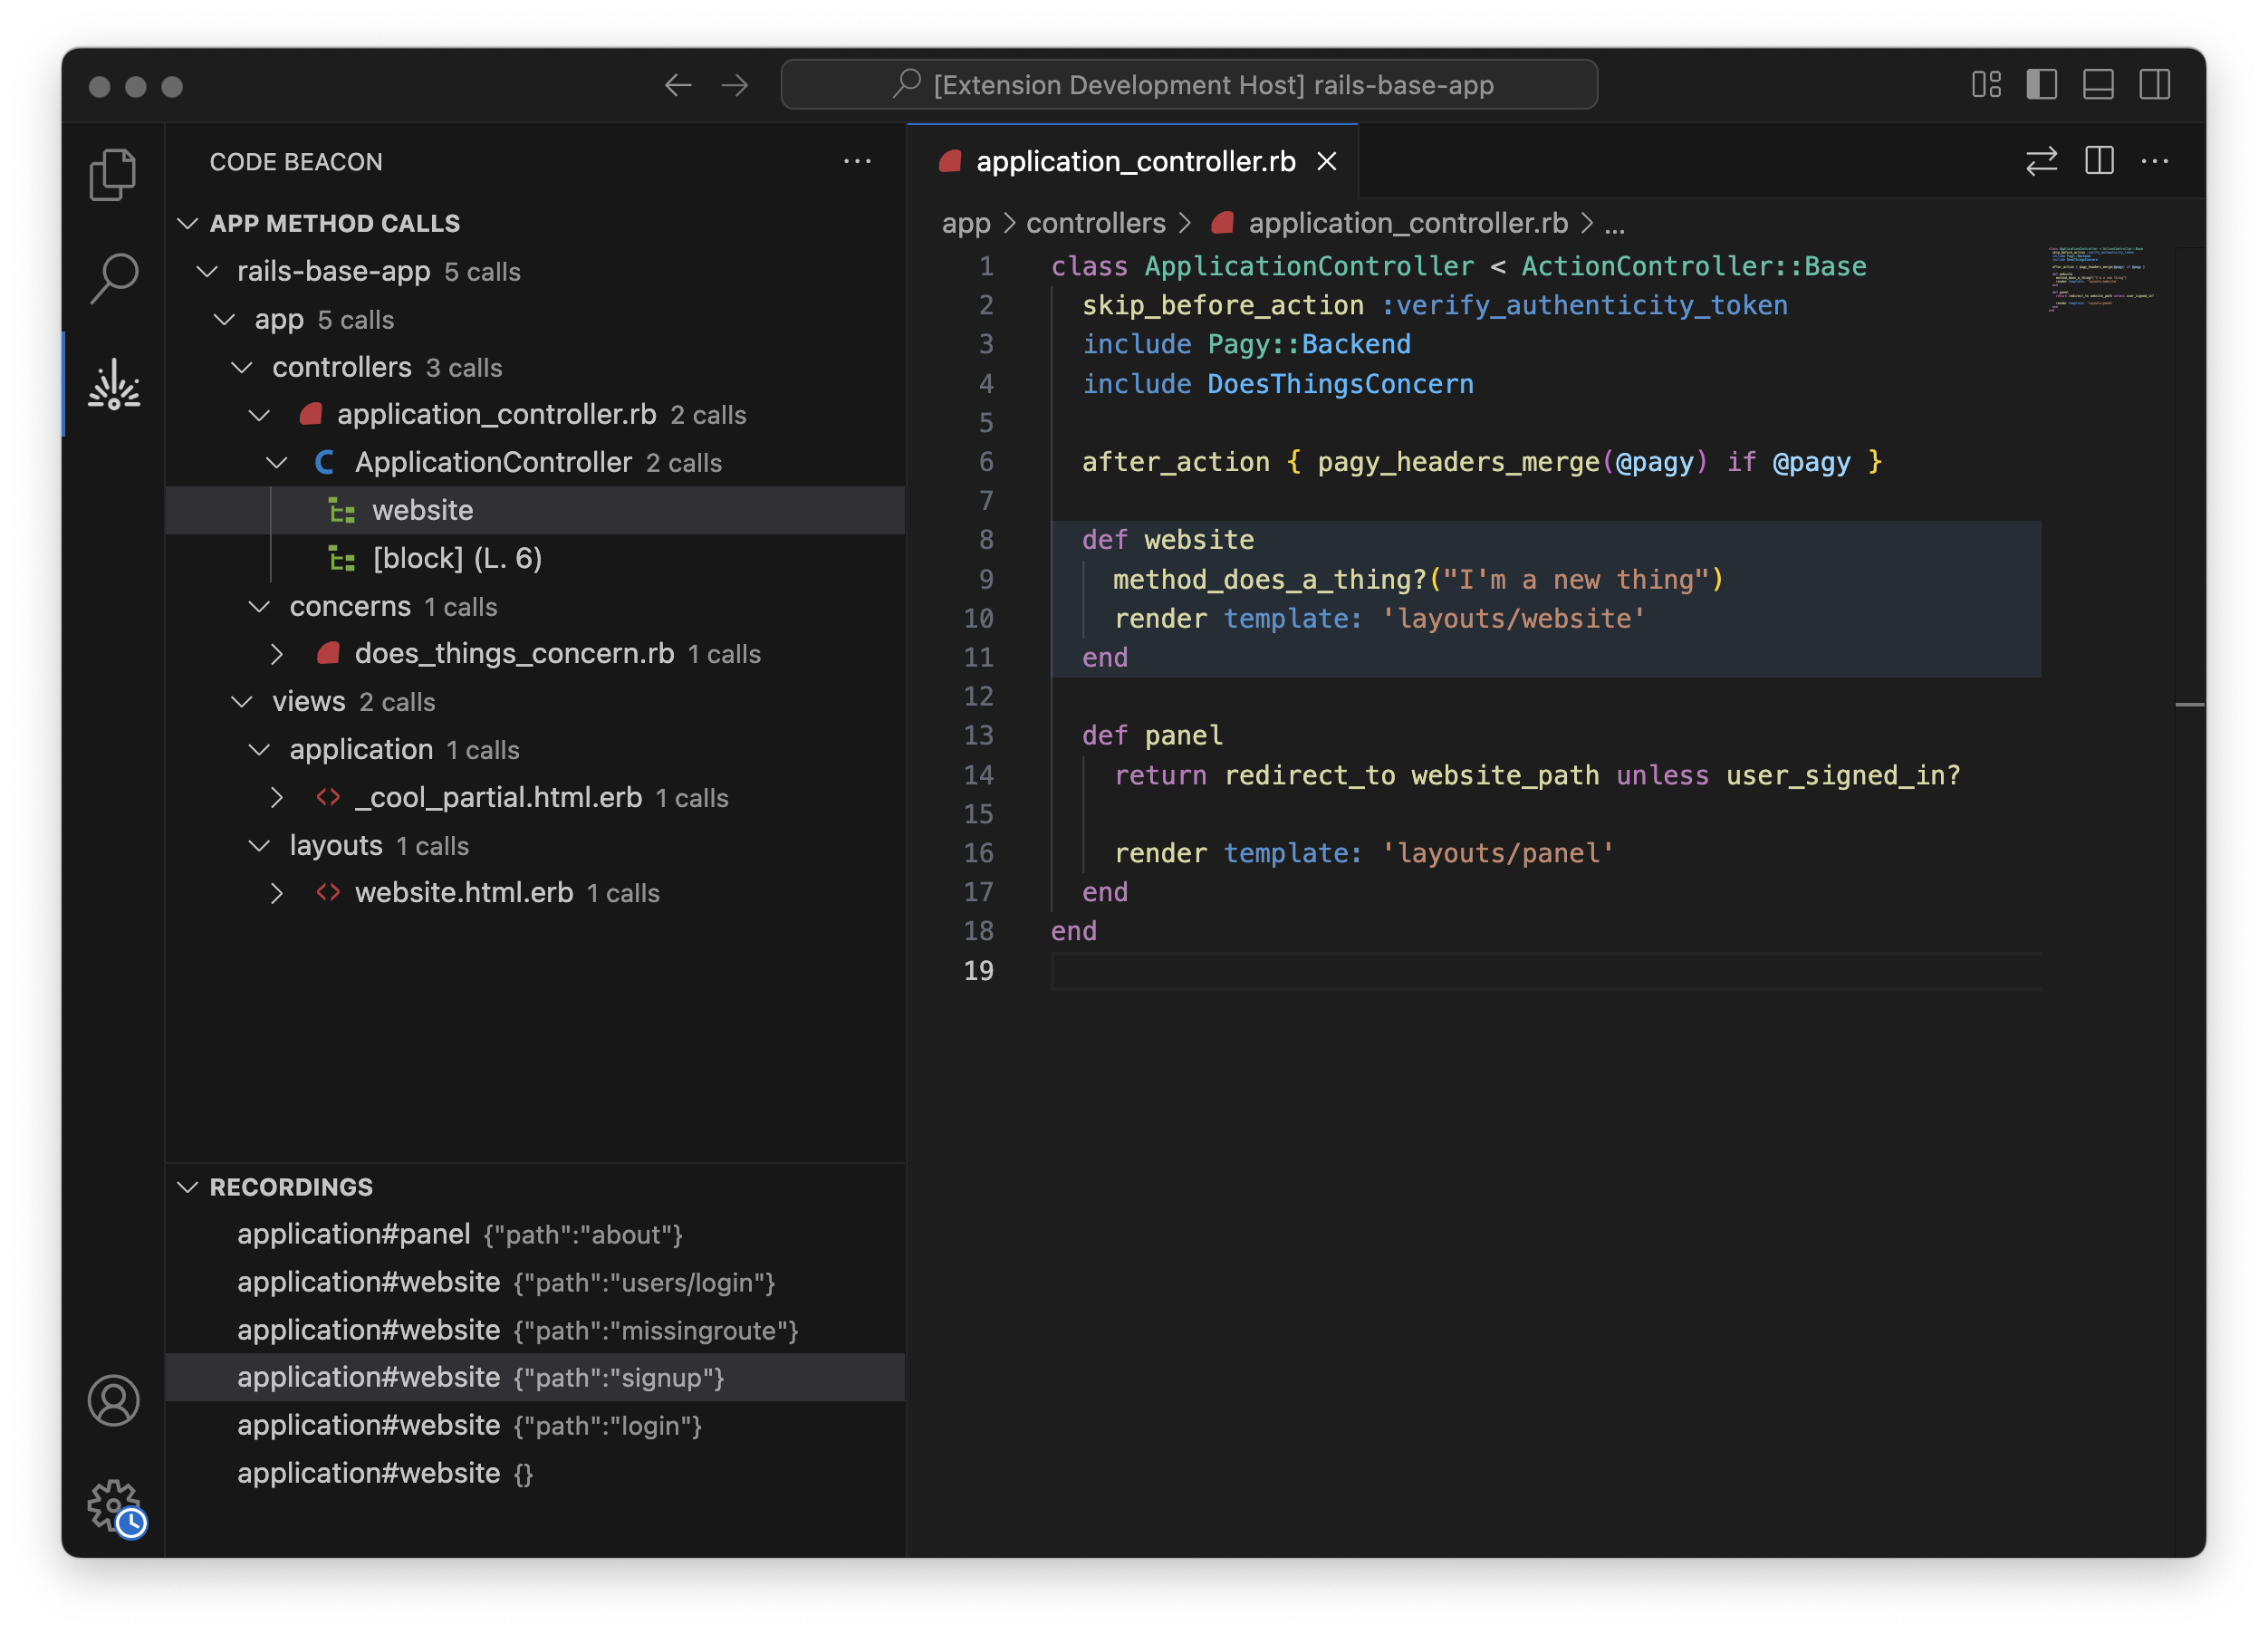 [Extension Development Host] rails-base-app
CODE BEACON
APP METHOD CALLS
rails-base-app 5 calls
app 5 calls
controllers 3 calls
application_controller.rb 2 calls
C ApplicationController 2 calls
website
[block] (L. 6)
concerns 1 calls
does_things_concern.rb 1 calls
views 2 calls
application 1 calls
<> _cool_partial.html.erb 1 calls
layouts 1 calls
<> website.html.erb 1 calls
RECORDINGS
application#panel {"path":"about"}
application#website {"path":"users/login"}
application#website {"path":"missingroute"}
application#website {"path":"signup"}
application#website {"path":"login"}
application#website {}
application_controller.rb
app > controllers > application_controller.rb > ...
1 class ApplicationController < ActionController::Base
2 skip_before_action :verify_authenticity_token
3 include Pagy::Backend
4 include DoesThingsConcern
5
6 after_action { pagy_headers_merge(@pagy) if @pagy }
7
8 def website
9 method_does_a_thing?("I'm a new thing")
10 render template: 'layouts/website'
11 end
12
13 def panel
14 return redirect_to website_path unless user_signed_in?
15
16 render template: 'layouts/panel'
17 end
18 end
19